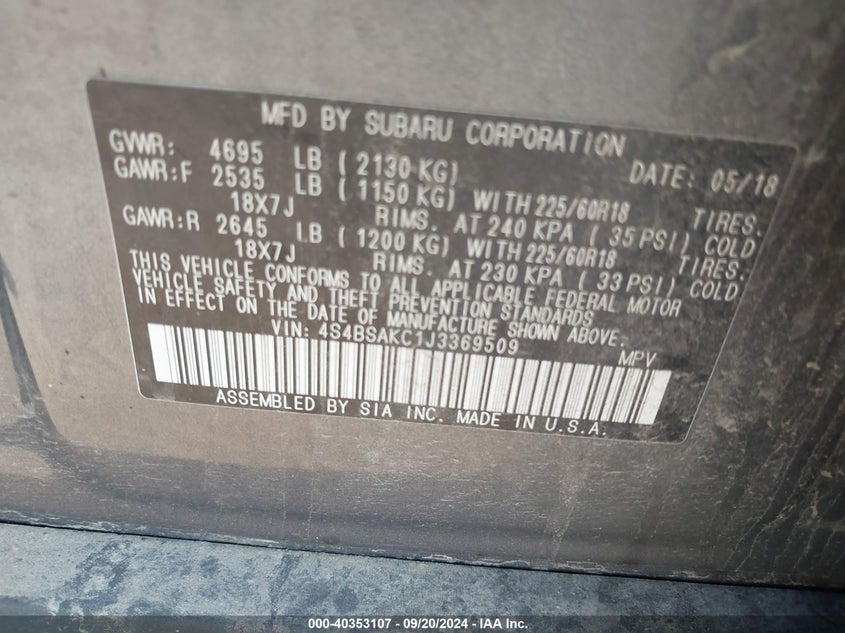 MFD BY SUBARU CORPORATION
GVWR: 4695 LB ( 2130 KG) DATE: 05/18
GAWR:F 2535 LB ( 1150 KG) WITH 225/60R18 TIRES.
18X7J RIMS. AT 240 KPA ( 35 PSI) COLD
GAWR:R 2645 LB ( 1200 KG) WITH 225/60R18 TIRES.
18X7J RIMS. AT 230 KPA ( 33 PSI) COLD.
THIS VEHICLE CONFORMS TO ALL APPLICABLE FEDERAL MOTOR
VEHICLE SAFETY AND THEFT PREVENTION STANDARDS
IN EFFECT ON THE DATE OF MANUFACTURE SHOWN ABOVE.
VIN: 4S4BSAKC1J3369509 MPV
ASSEMBLED BY SIA INC. MADE IN U.S.A.
000-40353107 - 09/20/2024 - IAA Inc.